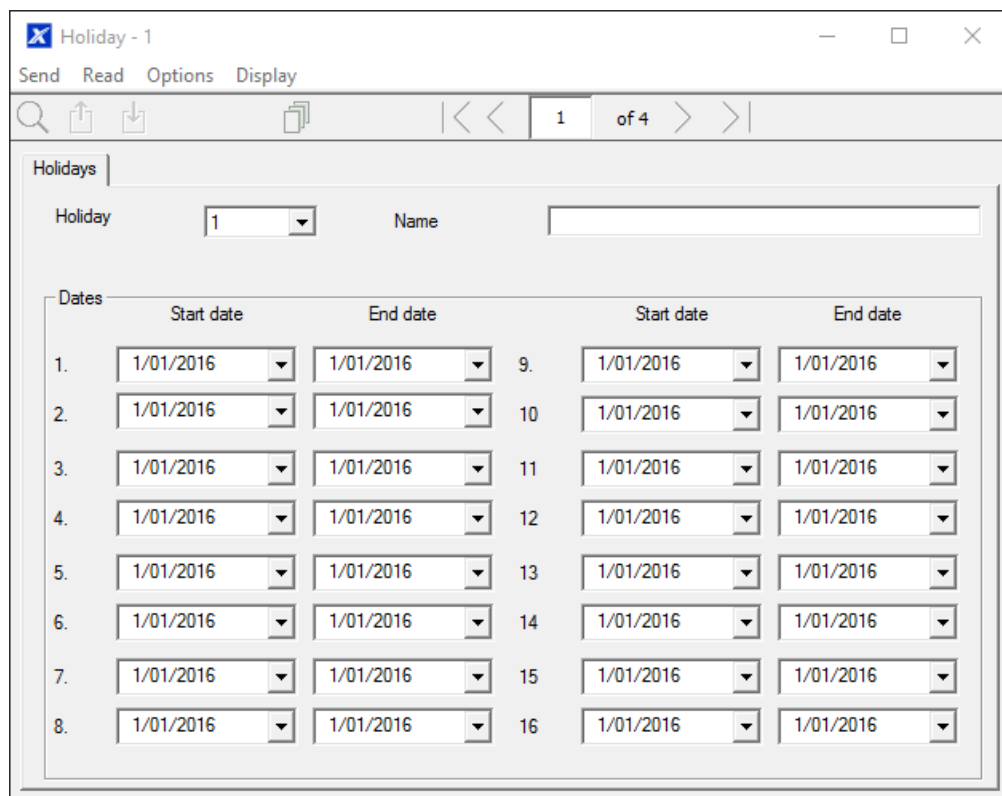 Holiday - 1
Send Read Options Display
1 of 4
Holidays
Holiday 1 Name
Dates
Start date End date Start date End date
1. 1/01/2016 1/01/2016 9. 1/01/2016 1/01/2016
2. 1/01/2016 1/01/2016 10 1/01/2016 1/01/2016
3. 1/01/2016 1/01/2016 11 1/01/2016 1/01/2016
4. 1/01/2016 1/01/2016 12 1/01/2016 1/01/2016
5. 1/01/2016 1/01/2016 13 1/01/2016 1/01/2016
6. 1/01/2016 1/01/2016 14 1/01/2016 1/01/2016
7. 1/01/2016 1/01/2016 15 1/01/2016 1/01/2016
8. 1/01/2016 1/01/2016 16 1/01/2016 1/01/2016